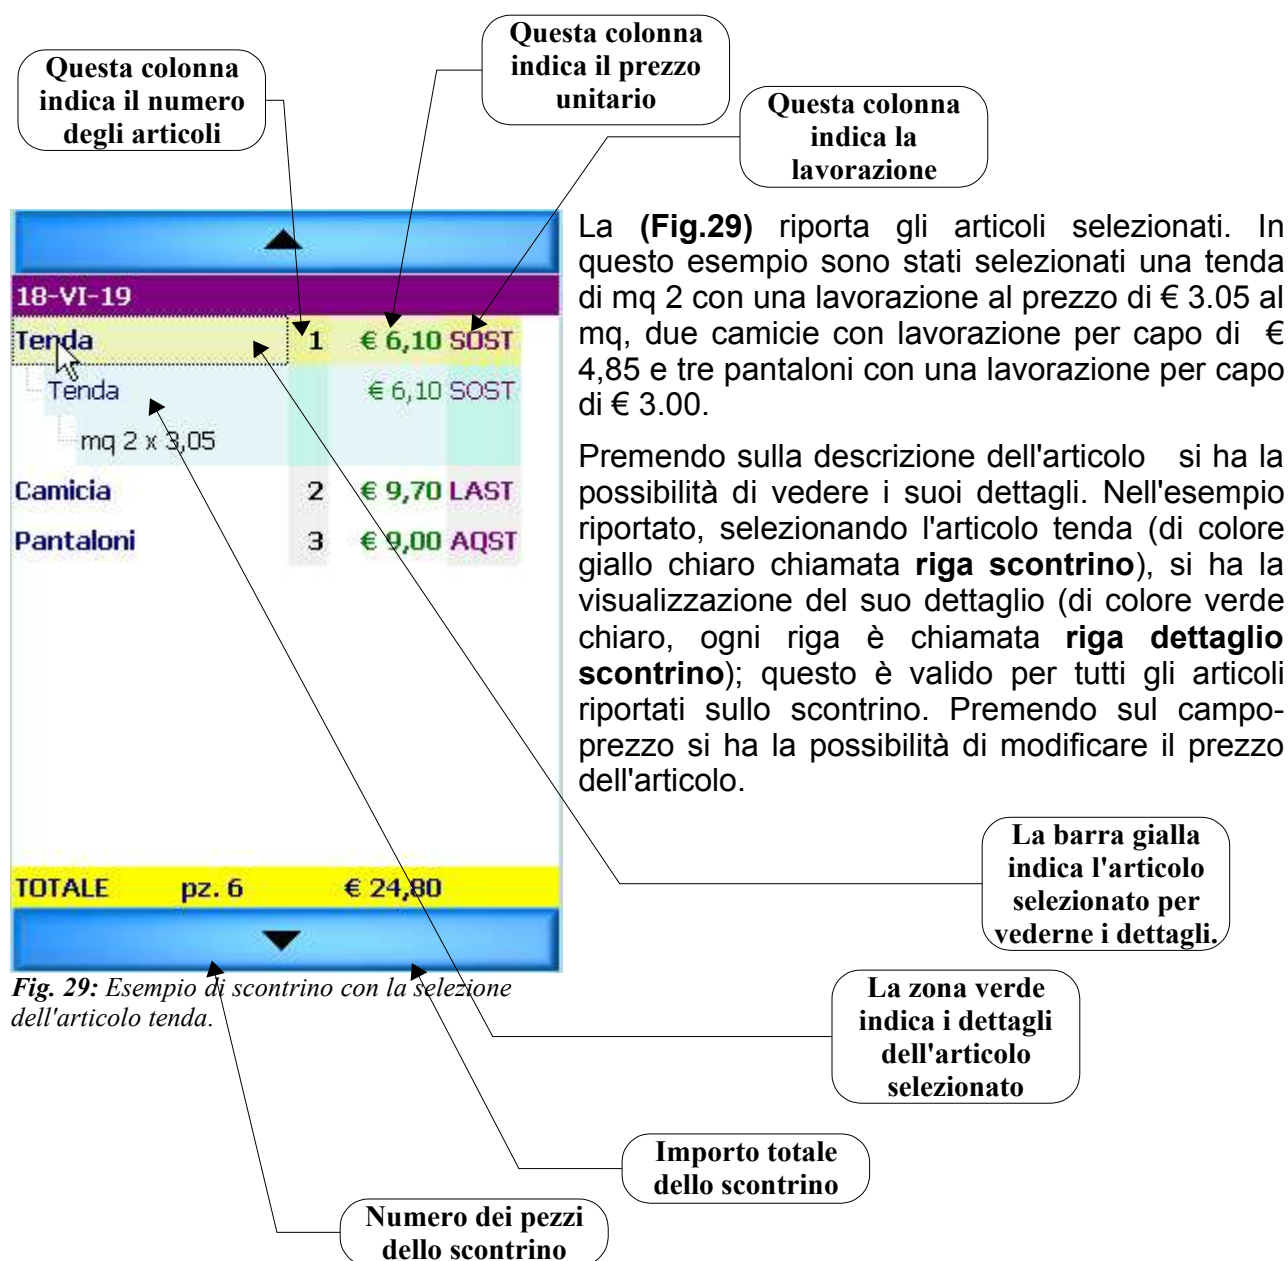 Questa colonna
indica il numero
degli articoli
Questa colonna
indica il prezzo
unitario
Questa colonna
indica la
lavorazione
18-VI-19
Tenda 1 € 6,10 SOST
Tenda € 6,10 SOST
mq 2 x 3,05
Camicia 2 € 9,70 LAST
Pantaloni 3 € 9,00 AQST
TOTALE pz. 6 € 24,80
Fig. 29: Esempio di scontrino con la selezione
dell'articolo tenda.
La (Fig.29) riporta gli articoli selezionati. In
questo esempio sono stati selezionati una tenda
di mq 2 con una lavorazione al prezzo di € 3.05 al
mq, due camicie con lavorazione per capo di €
4,85 e tre pantaloni con una lavorazione per capo
di € 3.00.
Premendo sulla descrizione dell'articolo si ha la
possibilità di vedere i suoi dettagli. Nell'esempio
riportato, selezionando l'articolo tenda (di colore
giallo chiaro chiamata riga scontrino), si ha la
visualizzazione del suo dettaglio (di colore verde
chiaro, ogni riga è chiamata riga dettaglio
scontrino); questo è valido per tutti gli articoli
riportati sullo scontrino. Premendo sul campo-
prezzo si ha la possibilità di modificare il prezzo
dell'articolo.
La barra gialla
indica l'articolo
selezionato per
vederne i dettagli.
La zona verde
indica i dettagli
dell'articolo
selezionato
Importo totale
dello scontrino
Numero dei pezzi
dello scontrino